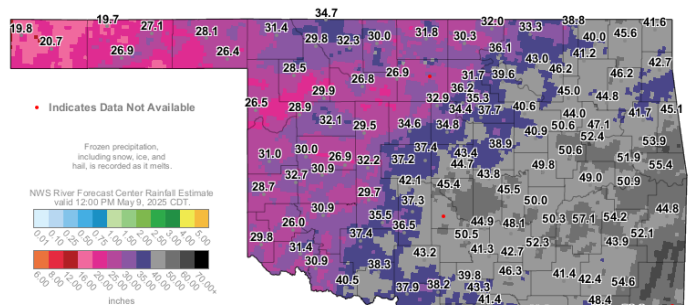 34.7
19.8 19.7 27.1 28.1 31.4 31.8 32.0 33.3 38.8 41.6
20.7 26.9 26.4 29.8 32.3 30.0 30.3 36.1 40.0 45.6
28.5 26.8 26.9 31.7 39.6 43.0 46.2 41.2 46.2 42.7
26.5 28.9 29.9 32.9 36.2 35.3 45.0 44.8
Indicates Data Not Available
32.1 29.5 34.6 34.8 34.4 37.7 40.6 44.0 41.7 45.1
40.9 50.6 47.1
52.4 53.9
Frozen precipitation,
including snow, ice, and
hail, is recorded as it melts.
31.0 30.0 26.9 32.2 37.2 37.4 43.4 38.9 50.6 51.9
44.7 49.8 55.4
32.7 30.9 43.8 49.0 50.9
NWS River Forecast Center Rainfall Estimate
valid 12:00 PM May 9, 2025 CDT.
28.7 29.7 42.1 45.4 45.5
30.9 37.3 50.0 44.8
26.0 35.5 36.5 44.9 48.1 50.3 57.1 54.2
29.8 37.4 50.5 52.3 52.1
31.4 43.2 41.3 42.7 43.9
0.01 0.10 0.25 0.50 0.75 1.00 1.50 2.00 2.50 3.00 4.00 5.00
30.9 38.3 46.3
40.5 39.8 41.4 42.4 54.6
37.9 38.2 43.3
41.4 48.4
6.00 8.00 12.00 16.00 20.00 25.00 30.00 35.00 40.00 50.00 60.00 70.00+
inches